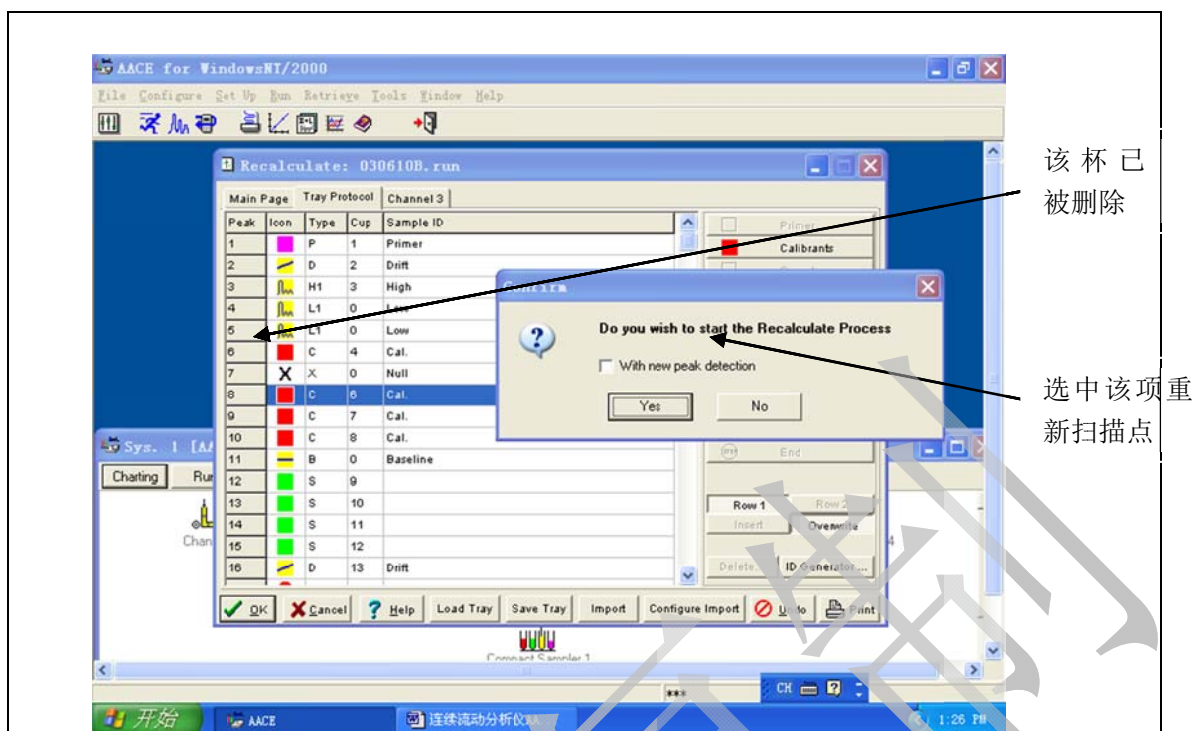 AACE for WindowsNT/2000
File Configure Set Up Run Retrieve Tools Window Help
Recalculate: 030610B.run
Main Page Tray Protocol Channel 3
Peak Icon Type Cup Sample ID
1 P 1 Primer
2 D 2 Drift
3 H1 3 High
4 L1 0 Low
5 L1 0 Low
6 C 4 Cal.
7 X 0 Null
8 C 6 Cal.
9 C 7 Cal.
10 C 8 Cal.
11 B 0 Baseline
12 S 9
13 S 10
14 S 11
15 S 12
16 D 13 Drift
Primer
Calibrants
End
Row 1 Row 2
Insert Overwrite
Delete... ID Generator...
OK Cancel Help Load Tray Save Tray Import Configure Import Undo Print
Confirm
Do you wish to start the Recalculate Process
With new peak detection
Yes No
该杯已
被删除
选中该项重
新扫描点
Sys. 1 [AA
Charting Ru
Chan
4
Compact Sampler 1
***
CH
开始 AACE 连续流动分析仪 1:26 PM